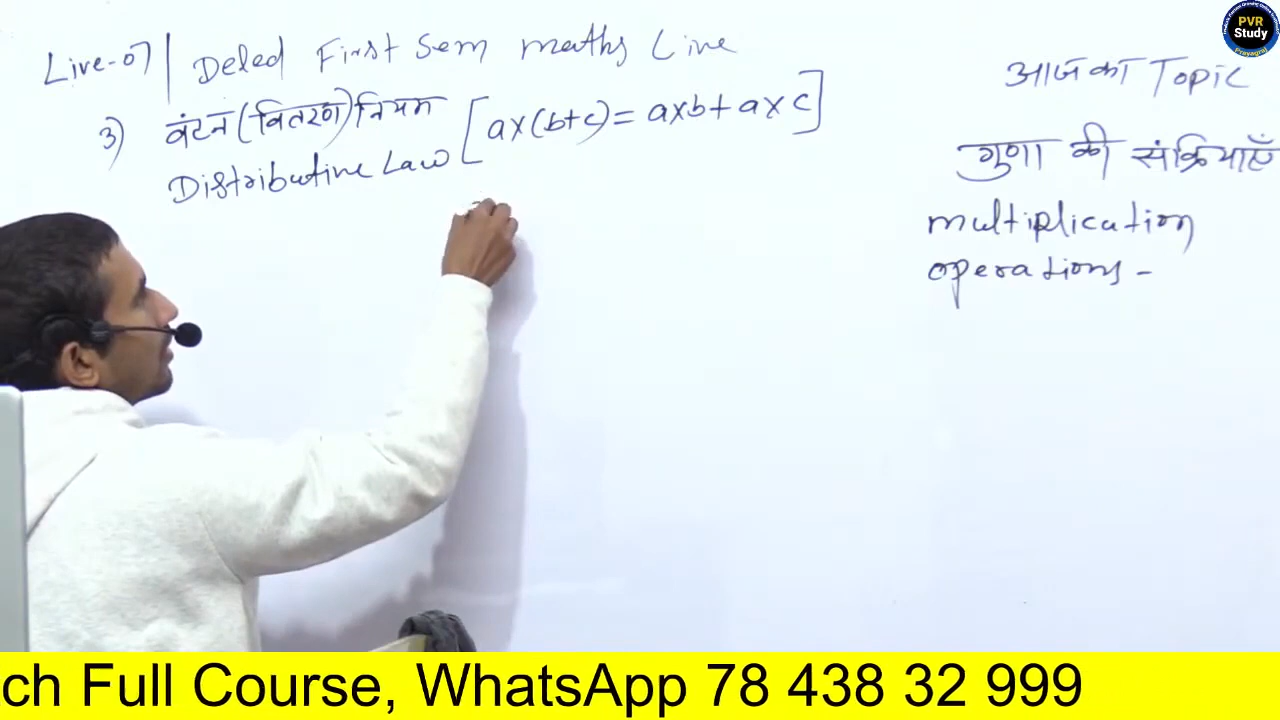 Live-07 | Deled First Sem maths Live
3) वंटन (वितरण) नियम [a×(b+c) = a×b + a×c]
Distributive Law
आज का Topic
गुणा की संक्रियाएँ
multiplication
operations -
PVR
Study
Prayagraj
ch Full Course, WhatsApp 78 438 32 999